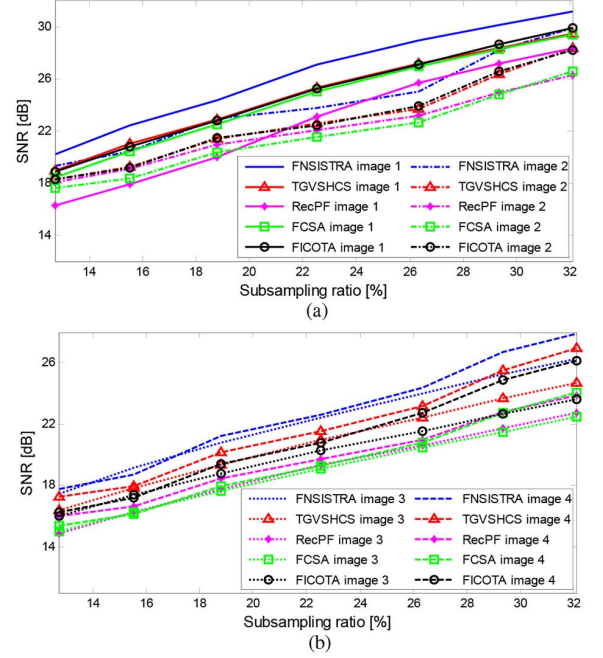 30
26
22
18
14
SNR [dB]
FNSISTRA image 1 FNSISTRA image 2
TGVSHCS image 1 TGVSHCS image 2
RecPF image 1 RecPF image 2
FCSA image 1 FCSA image 2
FICOTA image 1 FICOTA image 2
14 16 18 20 22 24 26 28 30 32
Subsampling ratio [%]
(a)
26
22
18
14
SNR [dB]
FNSISTRA image 3 FNSISTRA image 4
TGVSHCS image 3 TGVSHCS image 4
RecPF image 3 RecPF image 4
FCSA image 3 FCSA image 4
FICOTA image 3 FICOTA image 4
14 16 18 20 22 24 26 28 30 32
Subsampling ratio [%]
(b)